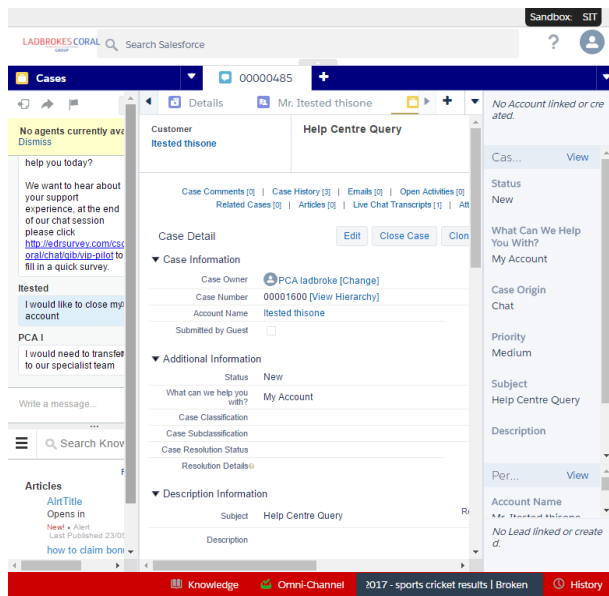 Sandbox: SIT
LADBROKES CORAL
GROUP
Search Salesforce
?
Cases
00000485
Details
Mr. Itested thisone
No agents currently ava
Dismiss
help you today?
We want to hear about
your support
experience, at the end
of our chat session
please click
http://edrsurvey.com/csc
oral/chat/gib/vip-pilot to
fill in a quick survey.
Itested
I would like to close my
account
PCA l
I would need to transfer
to our specialist team
Write a message...
Search Know
Articles
AlrtTitle
Opens in
New! • Alert
Last Published 23/05
how to claim bon
Customer
Itested thisone
Help Centre Query
Case Comments [0] | Case History [3] | Emails [0] | Open Activities [0]
Related Cases [0] | Articles [0] | Live Chat Transcripts [1] | Att
Case Detail
Edit
Close Case
Clon
Case Information
Case Owner PCA ladbroke [Change]
Case Number 00001600 [View Hierarchy]
Account Name Itested thisone
Submitted by Guest
Additional Information
Status New
What can we help you
with? My Account
Case Classification
Case Subclassification
Case Resolution Status
Resolution Details
Description Information
Subject Help Centre Query
Description
No Account linked or cre
ated.
Cas... View
Status
New
What Can We Help
You With?
My Account
Case Origin
Chat
Priority
Medium
Subject
Help Centre Query
Description
Per... View
Account Name
Mr. Itested thisone
No Lead linked or create
d.
Knowledge
Omni-Channel
2017 - sports cricket results | Broken
History